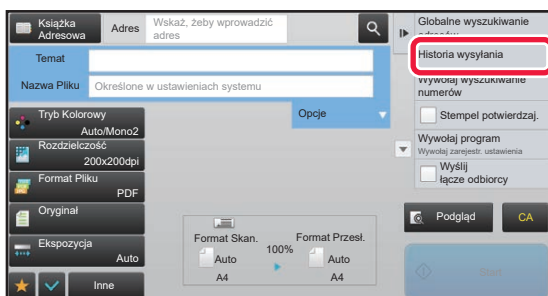 Książka
Adresowa
Adres
Wskaż, żeby wprowadzić
adres
Temat
Nazwa Pliku
Określone w ustawieniach systemu
Opcje
Tryb Kolorowy
Auto/Mono2
Rozdzielczość
200x200dpi
Format Pliku
PDF
Oryginał
Ekspozycja
Auto
Inne
Format Skan.
100%
Format Przesł.
Auto
A4
Auto
A4
Globalne wyszukiwanie
adresów
Historia wysyłania
Wywołaj wyszukiwanie
numerów
Stempel potwierdzaj.
Wywołaj program
Wywołaj zarejestr. ustawienia
Wyślij
łącze odbiorcy
Podgląd
CA
Start